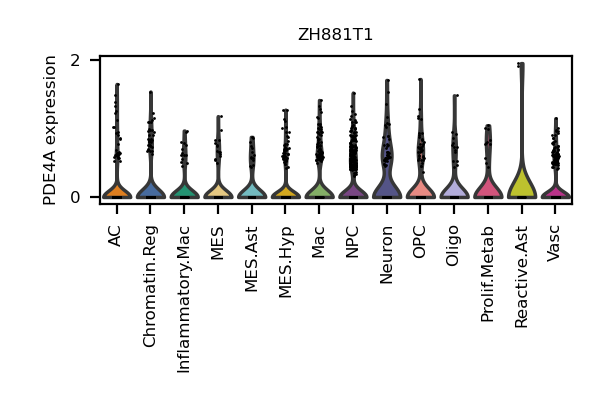 ZH881T1
PDE4A expression
2
0
AC
Chromatin.Reg
Inflammatory.Mac
MES
MES.Ast
MES.Hyp
Mac
NPC
Neuron
OPC
Oligo
Prolif.Metab
Reactive.Ast
Vasc